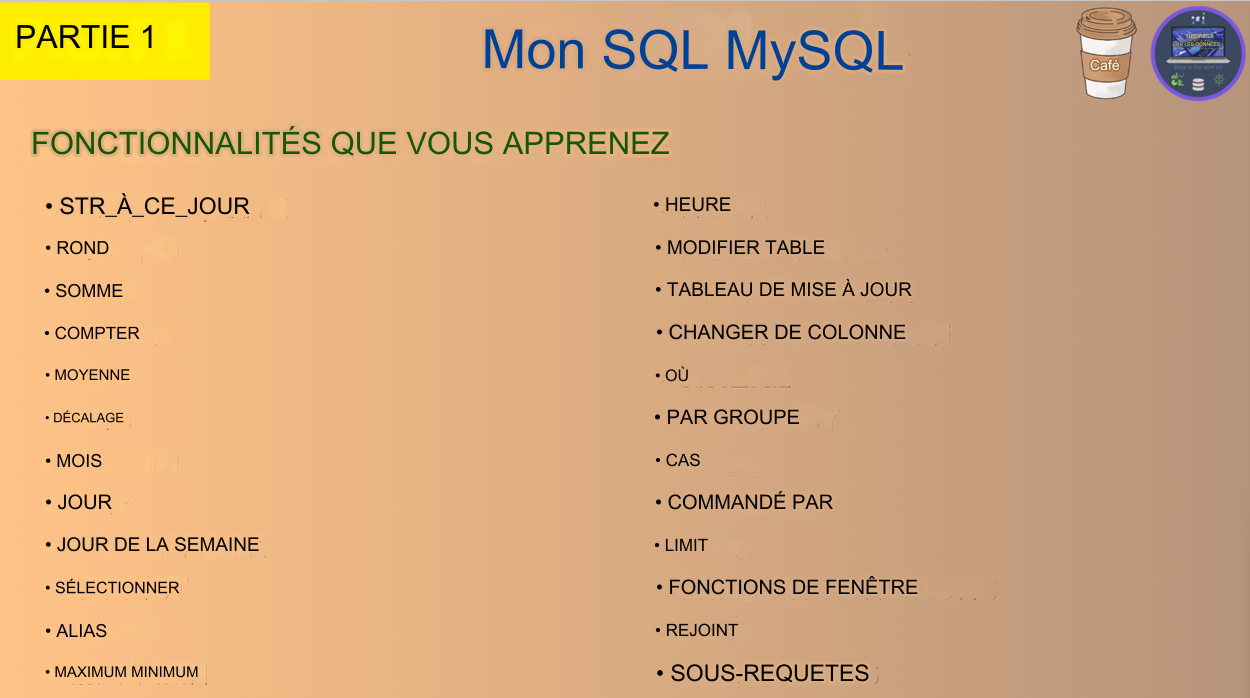 PARTIE 1
Mon SQL MySQL
Café
TUTORIELS
FONCTIONNALITÉS QUE VOUS APPRENEZ
• STR_À_CE_JOUR
• ROND
• SOMME
• COMPTER
• MOYENNE
• DÉCALAGE
• MOIS
• JOUR
• JOUR DE LA SEMAINE
• SÉLECTIONNER
• ALIAS
• MAXIMUM MINIMUM
• HEURE
• MODIFIER TABLE
• TABLEAU DE MISE À JOUR
• CHANGER DE COLONNE
• OÙ
• PAR GROUPE
• CAS
• COMMANDÉ PAR
• LIMIT
• FONCTIONS DE FENÊTRE
• REJOINT
• SOUS-REQUETES